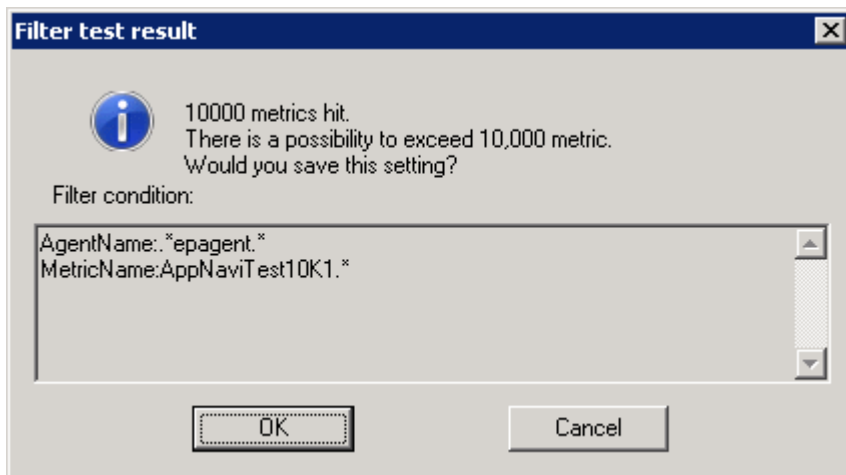 Filter test result
10000 metrics hit.
There is a possibility to exceed 10,000 metric.
Would you save this setting?
Filter condition:
AgentName:.*epagent.*
MetricName:AppNaviTest10K1.*
OK
Cancel